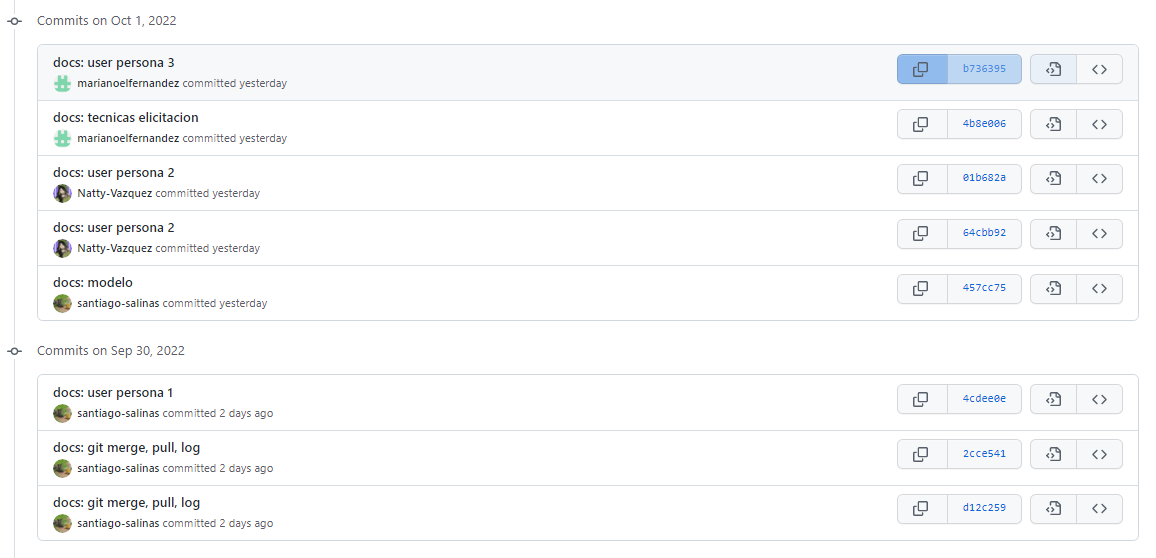 Commits on Oct 1, 2022
docs: user persona 3
marianoelfernandez committed yesterday
b736395
docs: tecnicas elicitacion
marianoelfernandez committed yesterday
4b8e006
docs: user persona 2
Natty-Vazquez committed yesterday
01b682a
docs: user persona 2
Natty-Vazquez committed yesterday
64cbb92
docs: modelo
santiago-salinas committed yesterday
457cc75
Commits on Sep 30, 2022
docs: user persona 1
santiago-salinas committed 2 days ago
4cdee0e
docs: git merge, pull, log
santiago-salinas committed 2 days ago
2cce541
docs: git merge, pull, log
santiago-salinas committed 2 days ago
d12c259